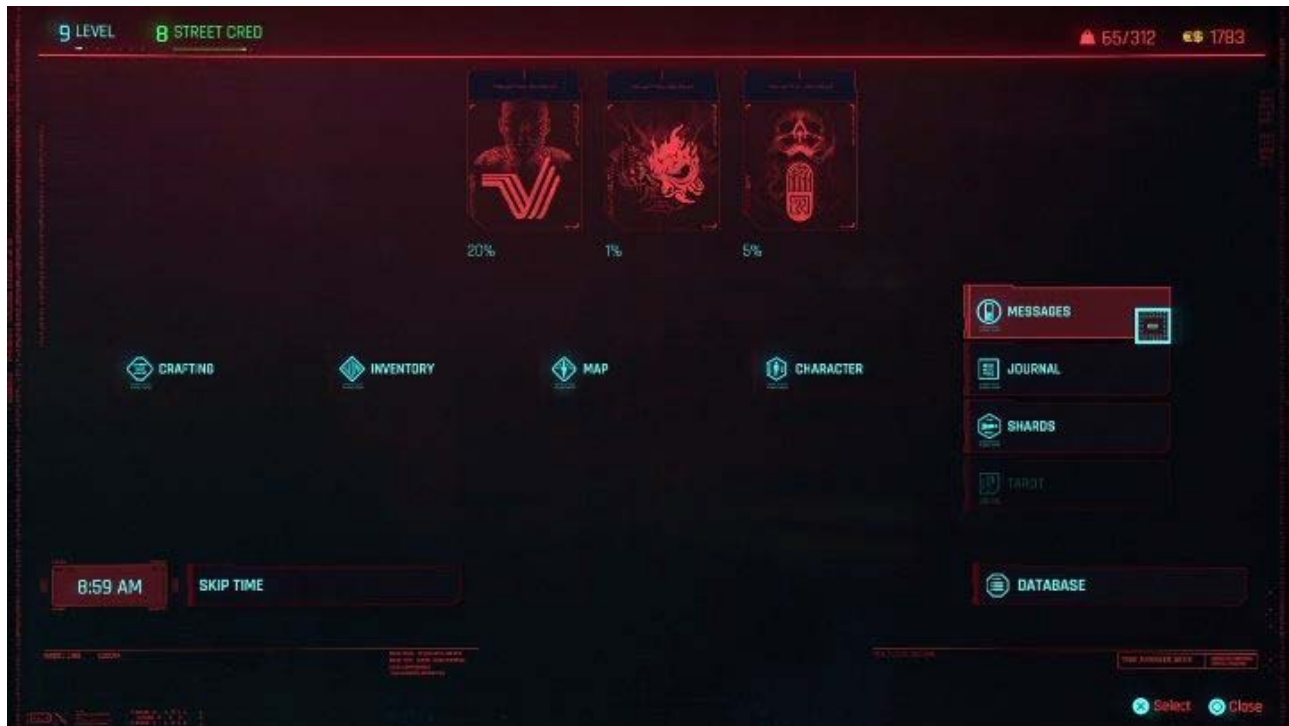 9 LEVEL 8 STREET CRED 65/312 €$ 1783
20% 1% 5%
MESSAGES
CRAFTING INVENTORY MAP CHARACTER JOURNAL
SHARDS
TAROT
8:59 AM SKIP TIME DATABASE
Select Close